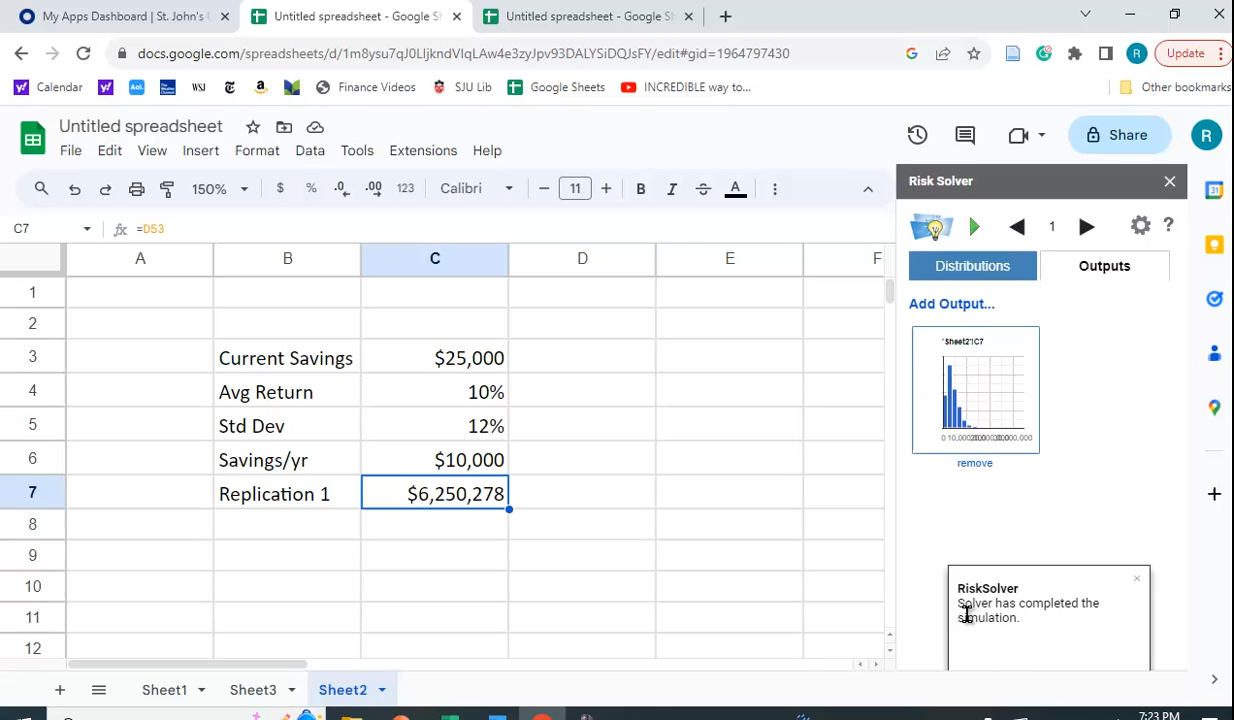 My Apps Dashboard | St. John's
Untitled spreadsheet - Google Sh
Untitled spreadsheet - Google Sh
docs.google.com/spreadsheets/d/1m8ysu7qJ0LljkndVlqLAw4e3zyJpv93DALYSiDQJsFY/edit#gid=1964797430
R
Update
Calendar
Aol.
WSJ
Finance Videos
SJU Lib
Google Sheets
INCREDIBLE way to...
Other bookmarks
Untitled spreadsheet
File Edit View Insert Format Data Tools Extensions Help
Share
R
150% $ % .0 .00 123 Calibri 11 B I S A
C7 fx =D53
Risk Solver
1 ?
Distributions Outputs
Add Output...
'Sheet2'!C7
remove
A B C D E F
1
2
3 Current Savings $25,000
4 Avg Return 10%
5 Std Dev 12%
6 Savings/yr $10,000
7 Replication 1 $6,250,278
8
9
10
11
12
RiskSolver
Solver has completed the
simulation.
Sheet1 Sheet3 Sheet2
7:23 PM